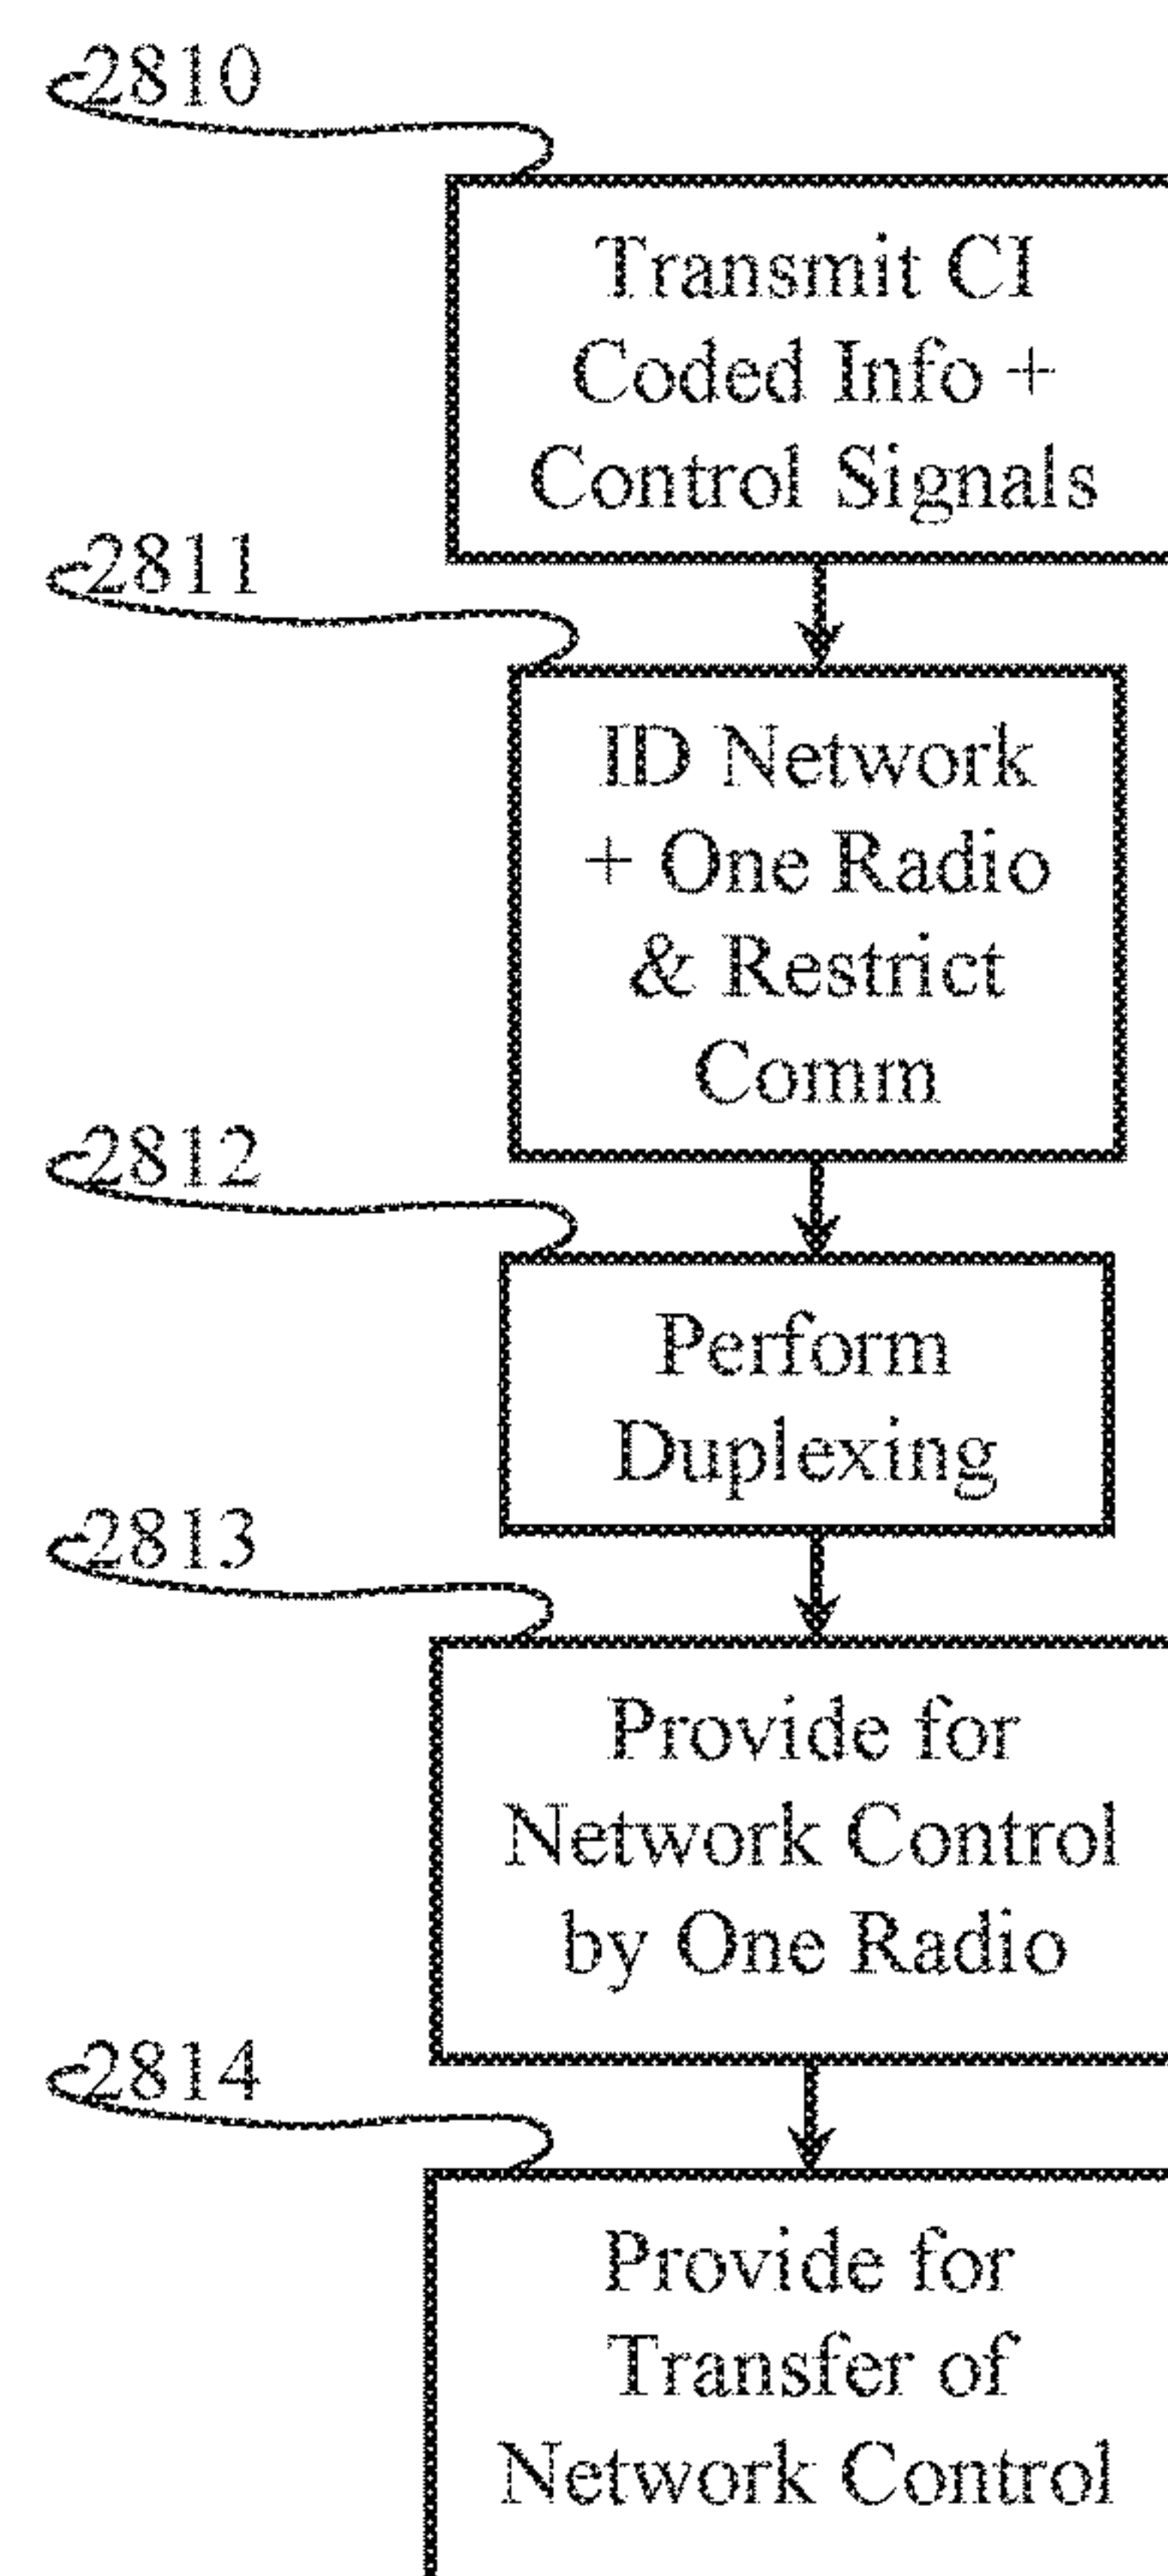 2810
Transmit CI
Coded Info +
Control Signals
2811
ID Network
+ One Radio
& Restrict
Comm
2812
Perform
Duplexing
2813
Provide for
Network Control
by One Radio
2814
Provide for
Transfer of
Network Control